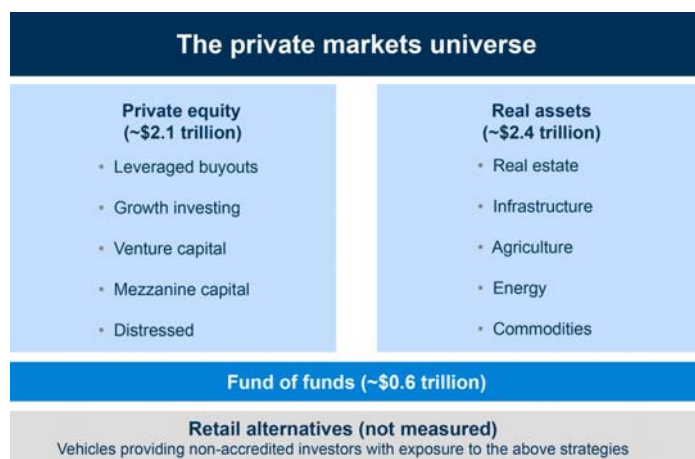 The private markets universe
Private equity
(~$2.1 trillion)
• Leveraged buyouts
• Growth investing
• Venture capital
• Mezzanine capital
• Distressed
Real assets
(~$2.4 trillion)
• Real estate
• Infrastructure
• Agriculture
• Energy
• Commodities
Fund of funds (~$0.6 trillion)
Retail alternatives (not measured)
Vehicles providing non-accredited investors with exposure to the above strategies